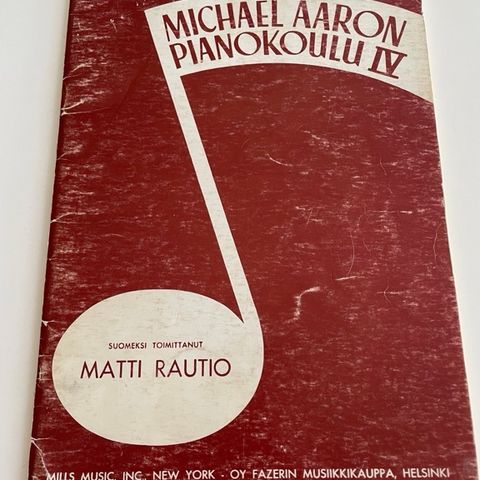 MICHAEL AARON
PIANOKOULU IV
SUOMEKSI TOIMITTANUT
MATTI RAUTIO
MILLS MUSIC, INC., NEW YORK - OY FAZERIN MUSIIKKIKAUPPA, HELSINKI